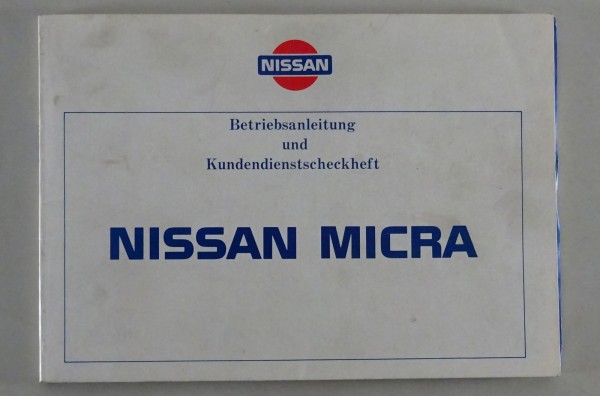 NISSAN
Betriebsanleitung
und
Kundendienstscheckheft
NISSAN MICRA